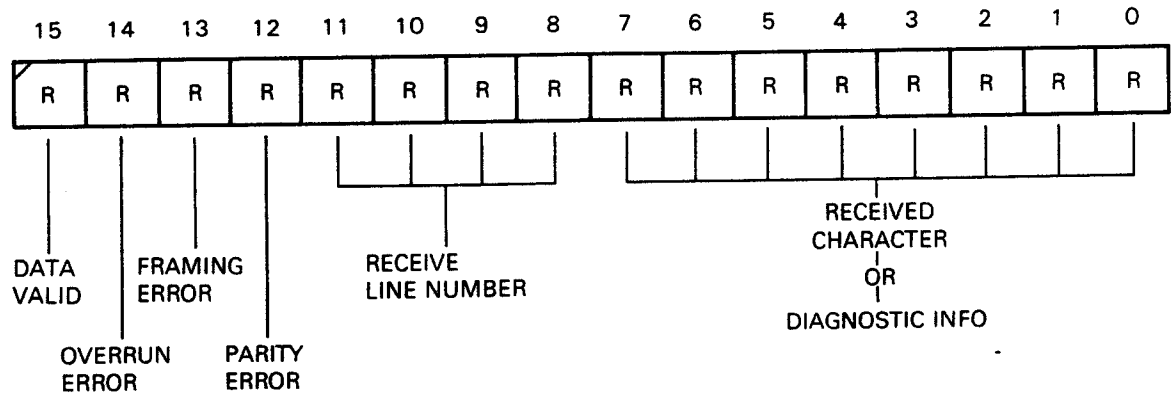 15 14 13 12 11 10 9 8 7 6 5 4 3 2 1 0
R R R R R R R R R R R R R R R R
DATA
VALID
OVERRUN
ERROR
FRAMING
ERROR
PARITY
ERROR
RECEIVE
LINE NUMBER
RECEIVED
CHARACTER
OR
DIAGNOSTIC INFO